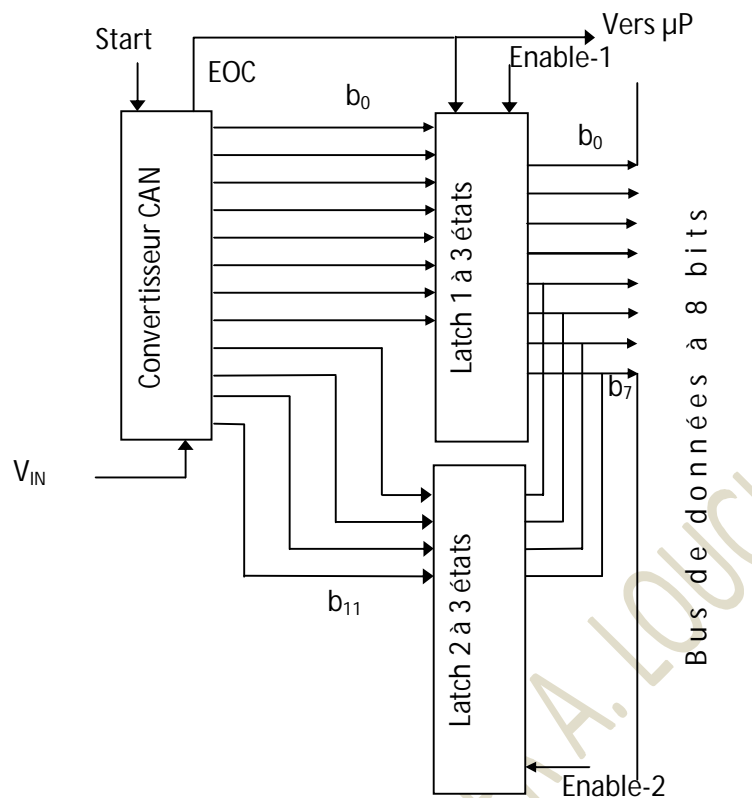 Start
Vers µP
EOC
Enable-1
b0
b0
Convertisseur CAN
Latch 1 à 3 états
Bus de données à 8 bits
b7
VIN
b11
Latch 2 à 3 états
Enable-2
A. LOUC